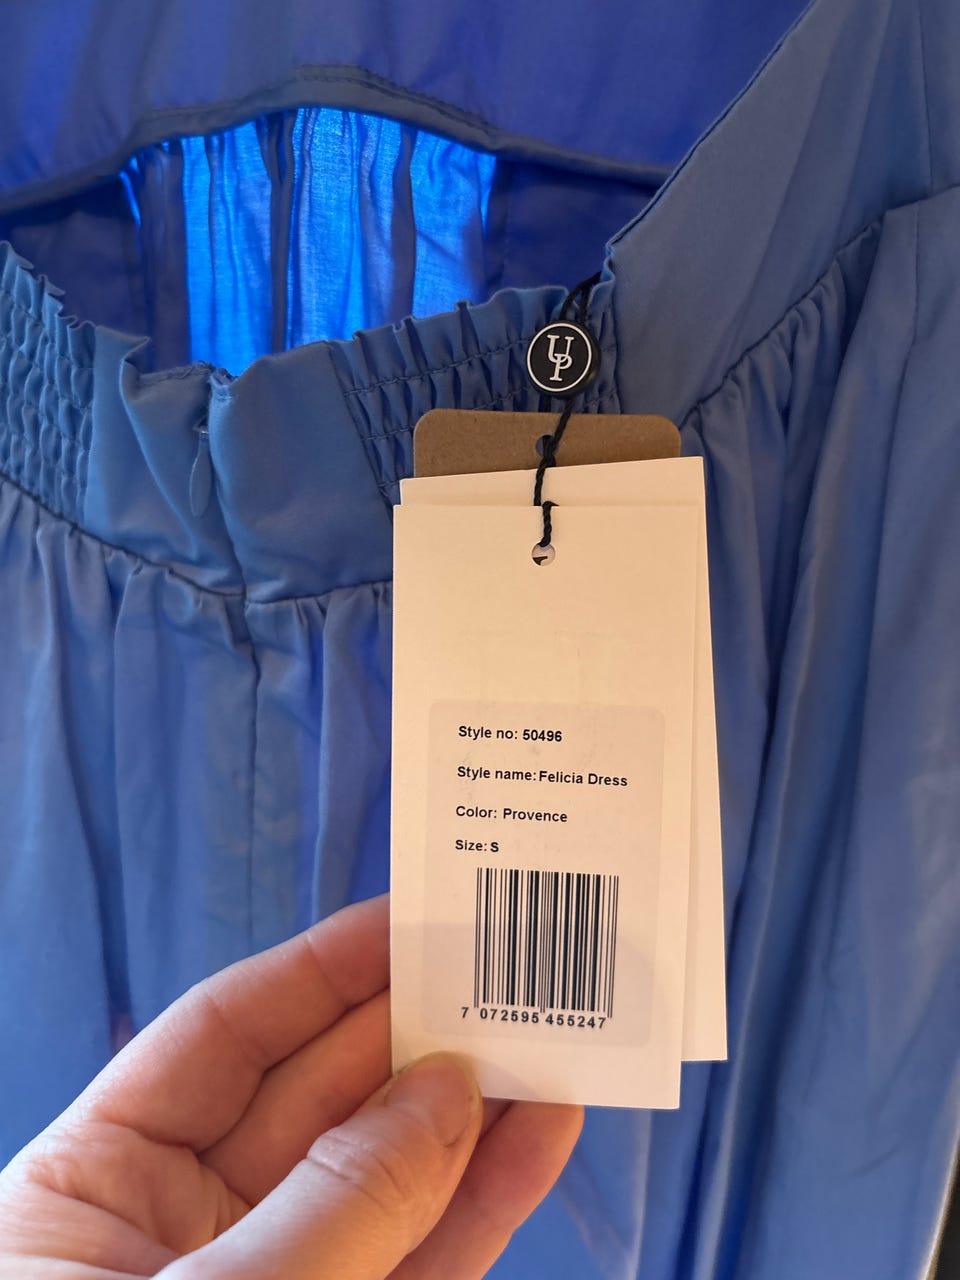 UP
Style no: 50496
Style name: Felicia Dress
Color: Provence
Size: S
7 072595 455247